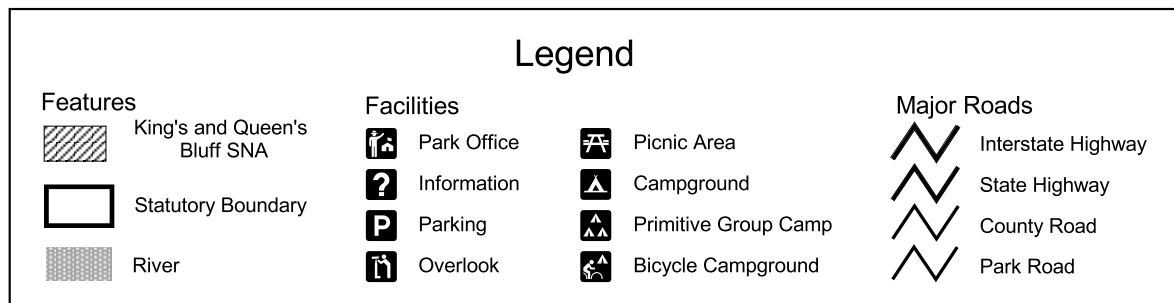 Legend
Features
King's and Queen's
Bluff SNA
Statutory Boundary
River
Facilities
Park Office
?
Information
P
Parking
Overlook
Picnic Area
Campground
Primitive Group Camp
Bicycle Campground
Major Roads
Interstate Highway
State Highway
County Road
Park Road